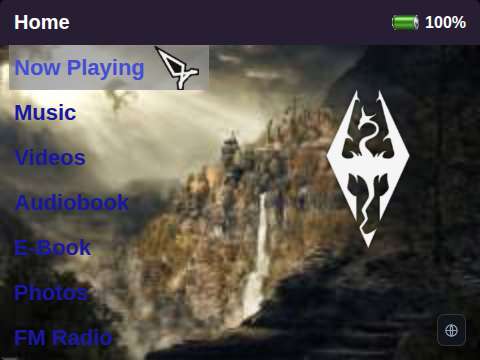 Home
100%
Now Playing
Music
Videos
Audiobook
E-Book
Photos
FM Radio